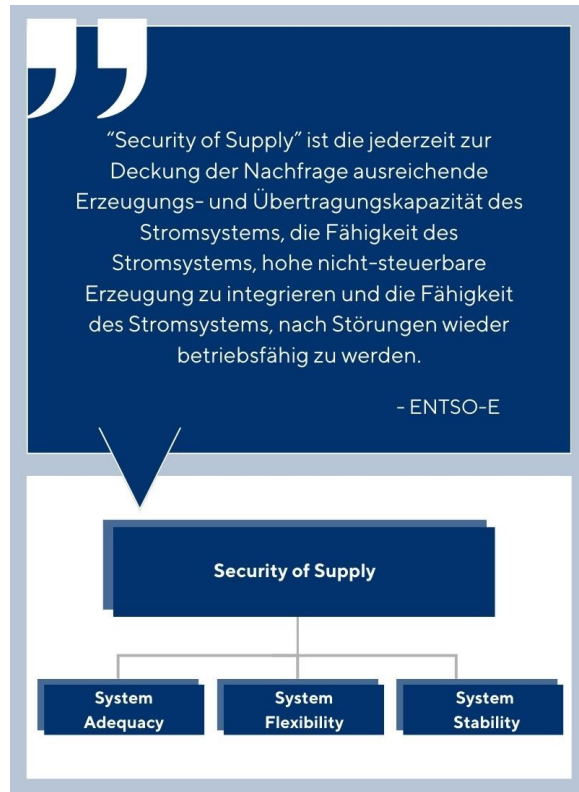 “Security of Supply” ist die jederzeit zur
Deckung der Nachfrage ausreichende
Erzeugungs- und Übertragungskapazität des
Stromsystems, die Fähigkeit des
Stromsystems, hohe nicht-steuerbare
Erzeugung zu integrieren und die Fähigkeit
des Stromsystems, nach Störungen wieder
betriebsfähig zu werden.
- ENTSO-E
Security of Supply
System
Adequacy
System
Flexibility
System
Stability